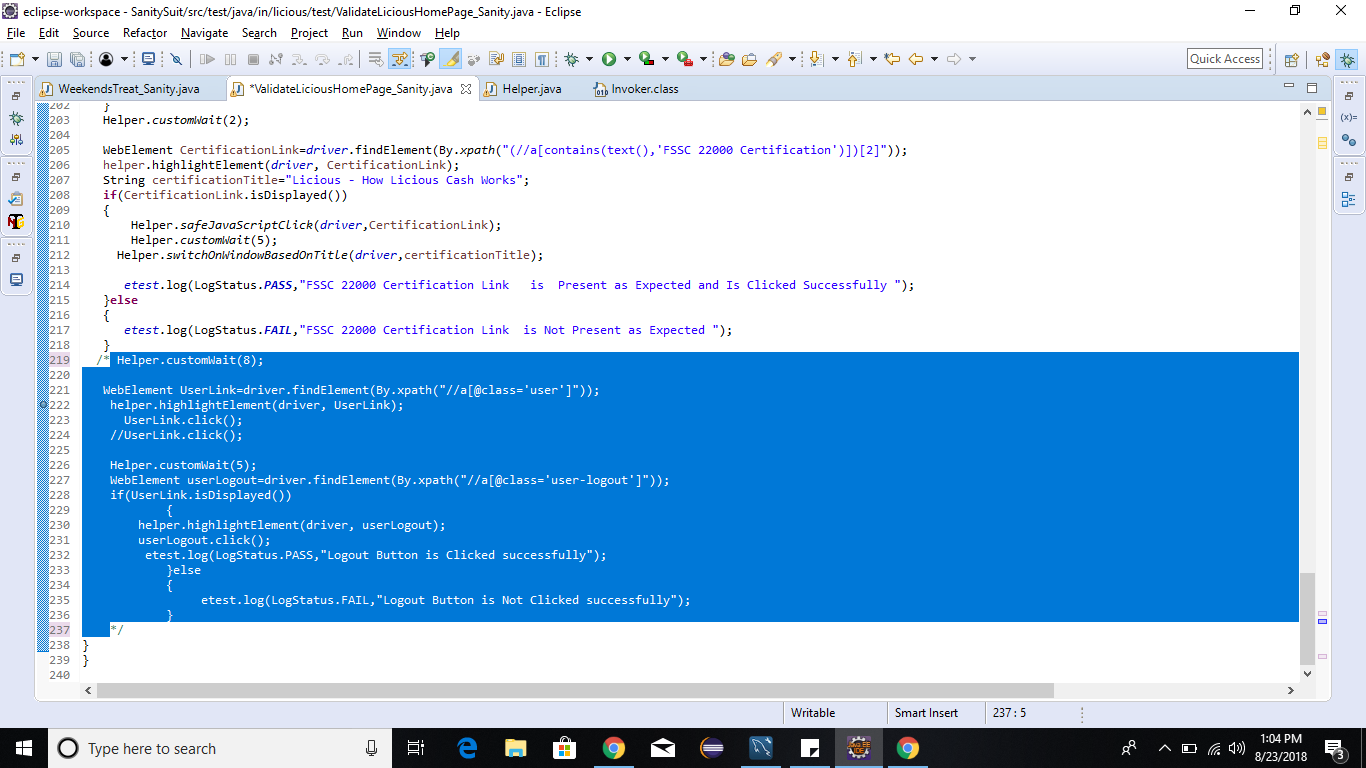 eclipse-workspace - SanitySuit/src/test/java/in/licious/test/ValidateLiciousHomePage_Sanity.java - Eclipse
File Edit Source Refactor Navigate Search Project Run Window Help
Quick Access
WeekendsTreat_Sanity.java *ValidateLiciousHomePage_Sanity.java Helper.java Invoker.class
202 }
203 Helper.customWait(2);
204
205 WebElement CertificationLink=driver.findElement(By.xpath("(//a[contains(text(),'FSSC 22000 Certification')])[2]"));
206 helper.highlightElement(driver, CertificationLink);
207 String certificationTitle="Licious - How Licious Cash Works";
208 if(CertificationLink.isDisplayed())
209 {
210 Helper.safeJavaScriptClick(driver,CertificationLink);
211 Helper.customWait(5);
212 Helper.switchOnWindowBasedOnTitle(driver,certificationTitle);
213
214 etest.log(LogStatus.PASS,"FSSC 22000 Certification Link   is  Present as Expected and Is Clicked Successfully ");
215 }else
216 {
217 etest.log(LogStatus.FAIL,"FSSC 22000 Certification Link  is Not Present as Expected ");
218 }
219 /* Helper.customWait(8);
220
221 WebElement UserLink=driver.findElement(By.xpath("//a[@class='user']"));
222 helper.highlightElement(driver, UserLink);
223 UserLink.click();
224 //UserLink.click();
225
226 Helper.customWait(5);
227 WebElement userLogout=driver.findElement(By.xpath("//a[@class='user-logout']"));
228 if(UserLink.isDisplayed())
229 {
230 helper.highlightElement(driver, userLogout);
231 userLogout.click();
232 etest.log(LogStatus.PASS,"Logout Button is Clicked successfully");
233 }else
234 {
235 etest.log(LogStatus.FAIL,"Logout Button is Not Clicked successfully");
236 }
237 */
238 }
239 }
240
Writable Smart Insert 237 : 5
Type here to search
1:04 PM
8/23/2018
3